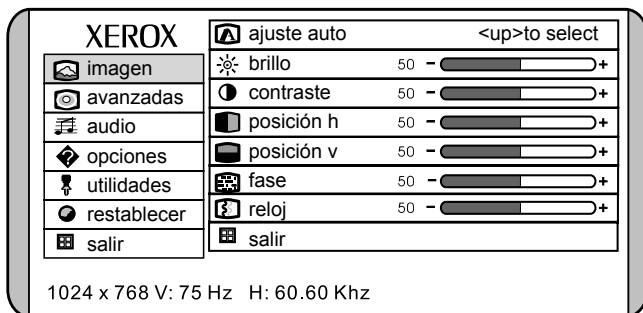 XEROX
imagen
avanzadas
audio
opciones
utilidades
restablecer
salir
ajuste auto <up>to select
brillo 50 - +
contraste 50 - +
posición h 50 - +
posición v 50 - +
fase 50 - +
reloj 50 - +
salir
1024 x 768 V: 75 Hz H: 60.60 Khz